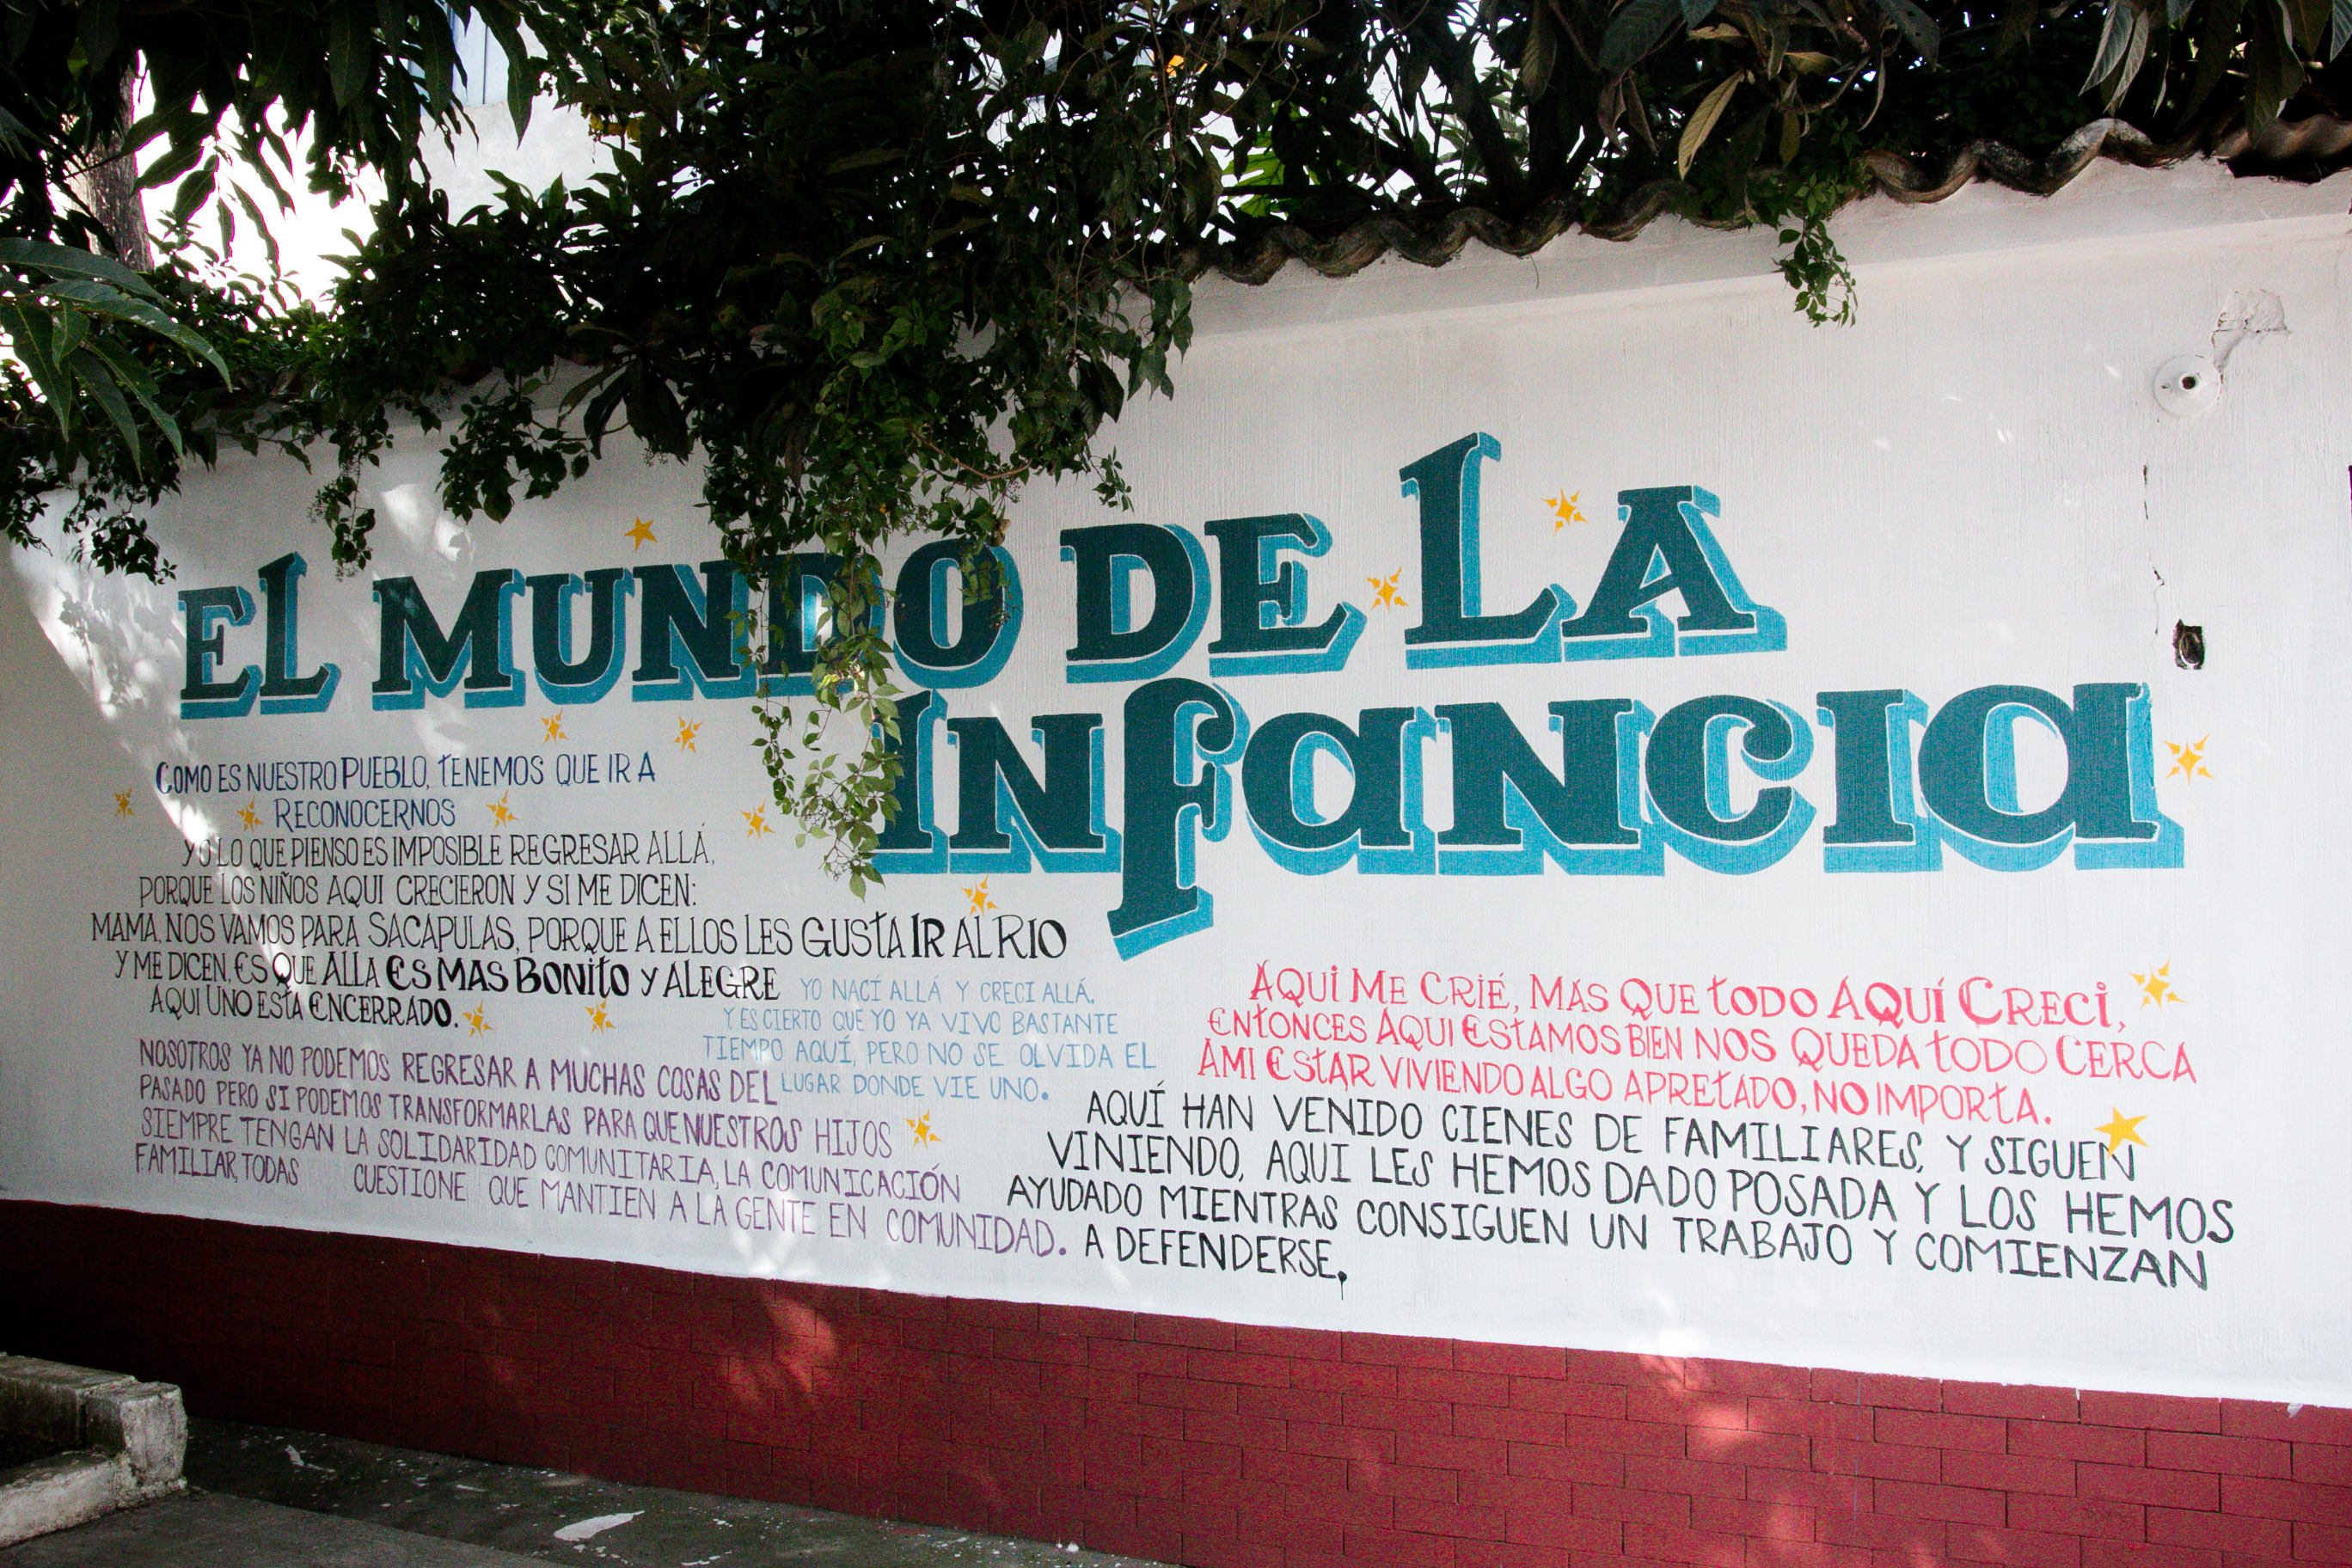 EL MUNDO DE LA
INFANCIA
COMO ES NUESTRO PUEBLO, TENEMOS QUE IR A
RECONOCERNOS
YO LO QUE PIENSO ES IMPOSIBLE REGRESAR ALLÁ,
PORQUE LOS NIÑOS AQUI CRECIERON Y SI ME DICEN:
MAMA, NOS VAMOS PARA SACAPULAS, PORQUE A ELLOS LES GUSTA IR AL RIO
Y ME DICEN, ES QUE ALLA ES MAS BONITO Y ALEGRE
AQUI UNO ESTA ENCERRADO.
YO NACÍ ALLÁ Y CRECI ALLÁ.
Y ES CIERTO QUE YO YA VIVO BASTANTE
TIEMPO AQUÍ, PERO NO SE OLVIDA EL
LUGAR DONDE VIE UNO.
NOSOTROS YA NO PODEMOS REGRESAR A MUCHAS COSAS DEL
PASADO PERO SI PODEMOS TRANSFORMARLAS PARA QUE NUESTROS HIJOS
SIEMPRE TENGAN LA SOLIDARIDAD COMUNITARIA, LA COMUNICACIÓN
FAMILIAR, TODAS CUESTIONE QUE MANTIEN A LA GENTE EN COMUNIDAD.
AQUI ME CRIÉ, MAS QUE TODO AQUÍ CRECI,
ENTONCES AQUI ESTAMOS BIEN NOS QUEDA TODO CERCA
AMI ESTAR VIVIENDO ALGO APRETADO, NO IMPORTA.
AQUÍ HAN VENIDO CIENES DE FAMILIARES, Y SIGUEN
VINIENDO, AQUI LES HEMOS DADO POSADA Y LOS HEMOS
AYUDADO MIENTRAS CONSIGUEN UN TRABAJO Y COMIENZAN
A DEFENDERSE,